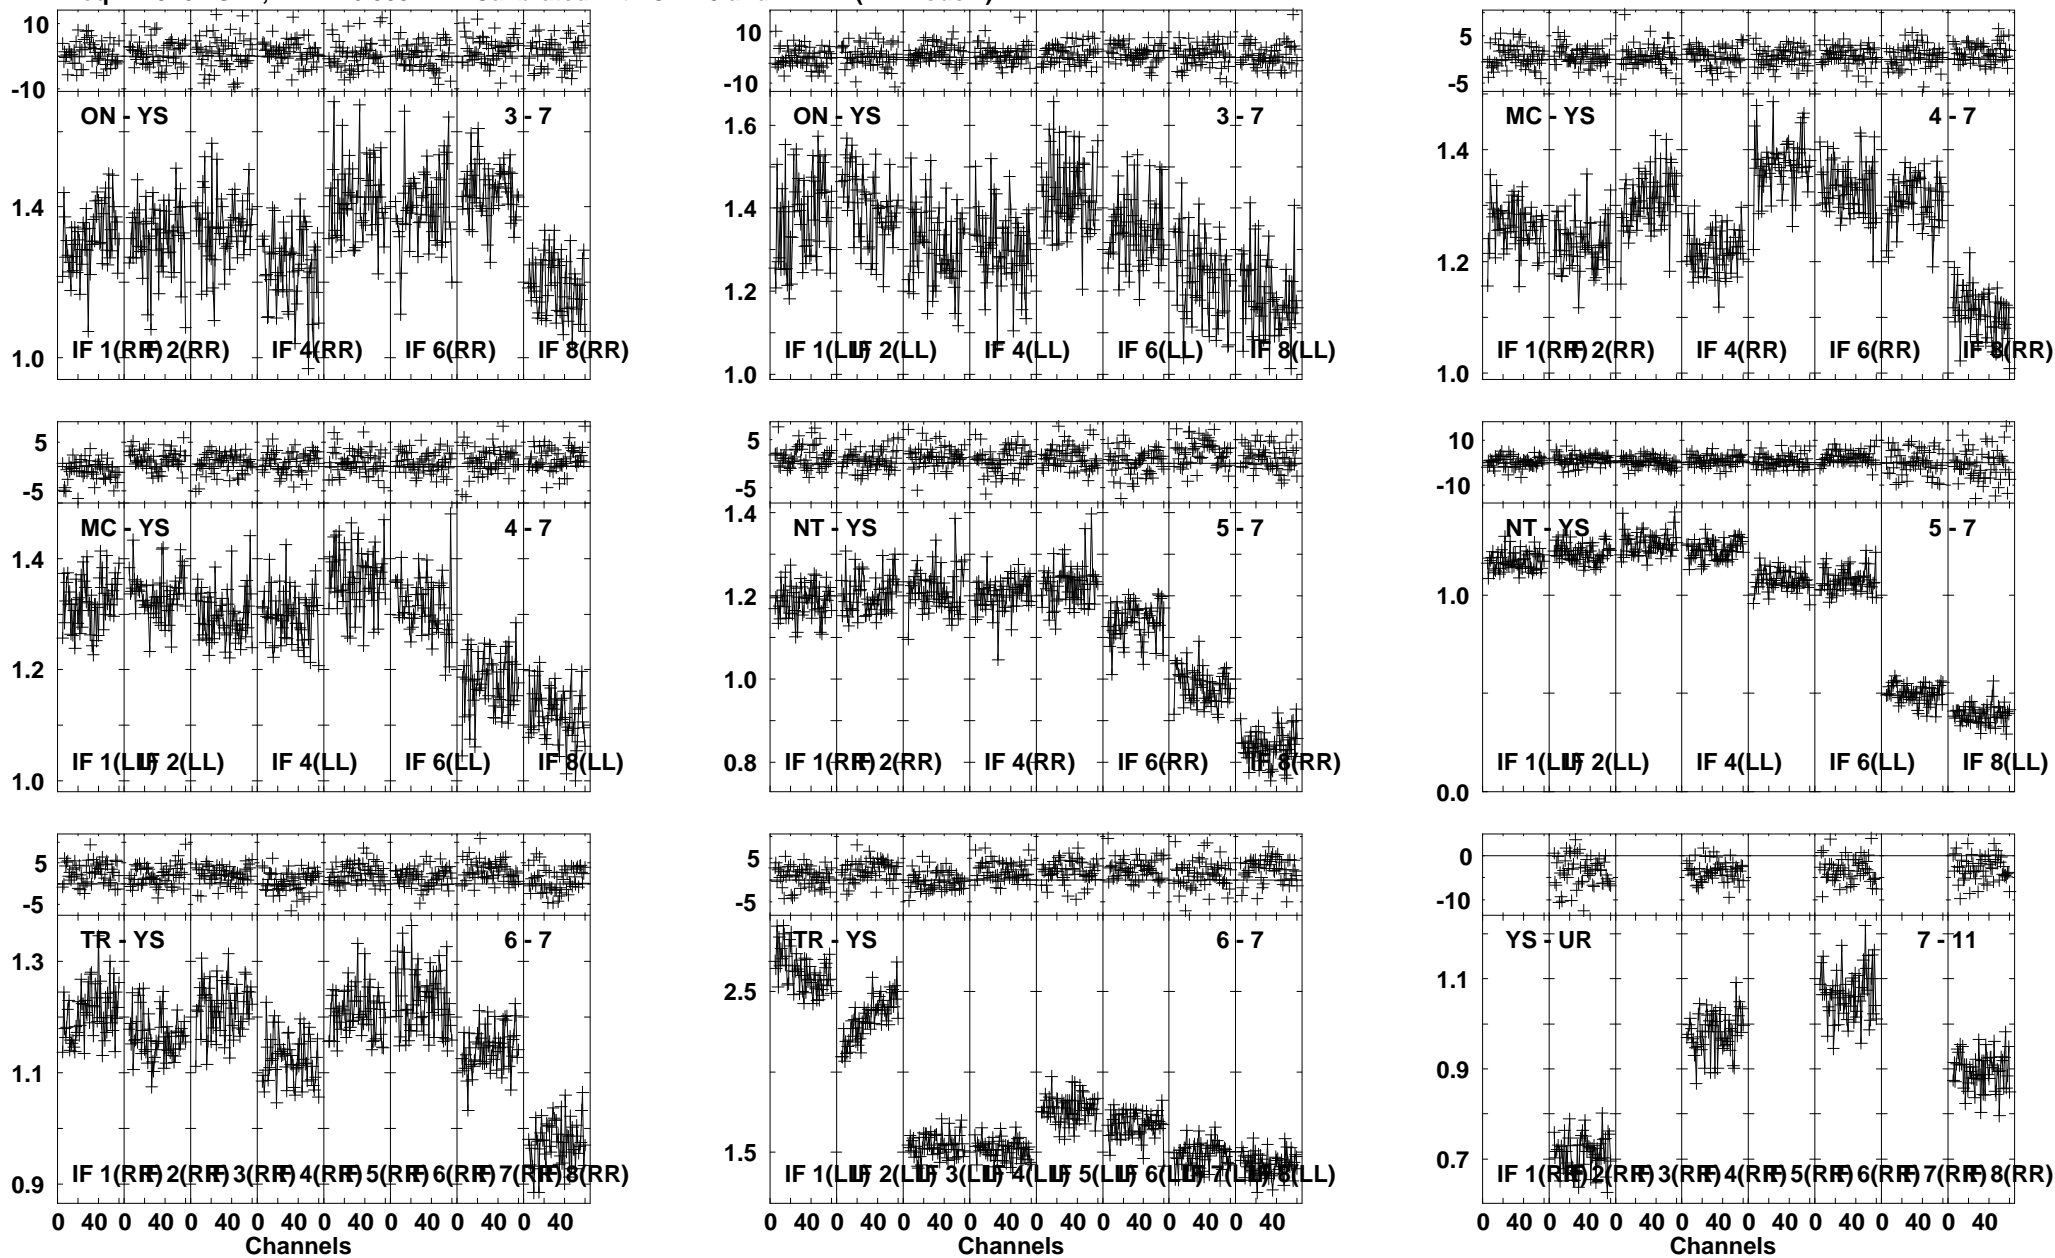 10
-10
ON - YS 3 - 7
1.4
1.0
IF 1(RR) IF 2(RR) IF 4(RR) IF 6(RR) IF 8(RR)
10
-10
ON - YS 3 - 7
1.6
1.4
1.2
1.0
IF 1(LL) IF 2(LL) IF 4(LL) IF 6(LL) IF 8(LL)
5
-5
MC - YS 4 - 7
1.4
1.2
1.0
IF 1(RR) IF 2(RR) IF 4(RR) IF 6(RR) IF 8(RR)
5
-5
MC - YS 4 - 7
1.4
1.2
1.0
IF 1(LL) IF 2(LL) IF 4(LL) IF 6(LL) IF 8(LL)
5
-5
NT - YS 5 - 7
1.4
1.2
1.0
0.8
IF 1(RR) IF 2(RR) IF 4(RR) IF 6(RR) IF 8(RR)
10
-10
NT - YS 5 - 7
1.0
0.0
IF 1(LL) IF 2(LL) IF 4(LL) IF 6(LL) IF 8(LL)
5
-5
TR - YS 6 - 7
1.3
1.1
0.9
IF 1(RR) IF 2(RR) IF 3(RR) IF 4(RR) IF 5(RR) IF 6(RR) IF 7(RR) IF 8(RR)
0 40 0 40 0 40 0 40 0 40 0 40 0 40 0 40
Channels
5
-5
TR - YS 6 - 7
2.5
1.5
IF 1(LL) IF 2(LL) IF 3(LL) IF 4(LL) IF 5(LL) IF 6(LL) IF 7(LL) IF 8(LL)
0 40 0 40 0 40 0 40 0 40 0 40 0 40 0 40
Channels
0
-10
YS - UR 7 - 11
1.1
0.9
0.7
IF 1(RR) IF 2(RR) IF 3(RR) IF 4(RR) IF 5(RR) IF 6(RR) IF 7(RR) IF 8(RR)
0 40 0 40 0 40 0 40 0 40 0 40 0 40 0 40
Channels